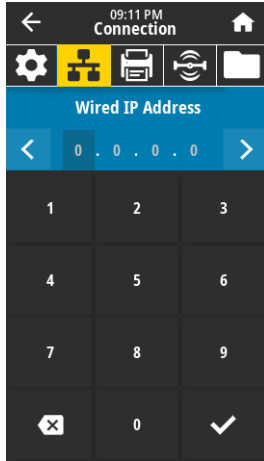 09:11 PM
Connection
Wired IP Address
0 . 0 . 0 . 0
1 2 3
4 5 6
7 8 9
0